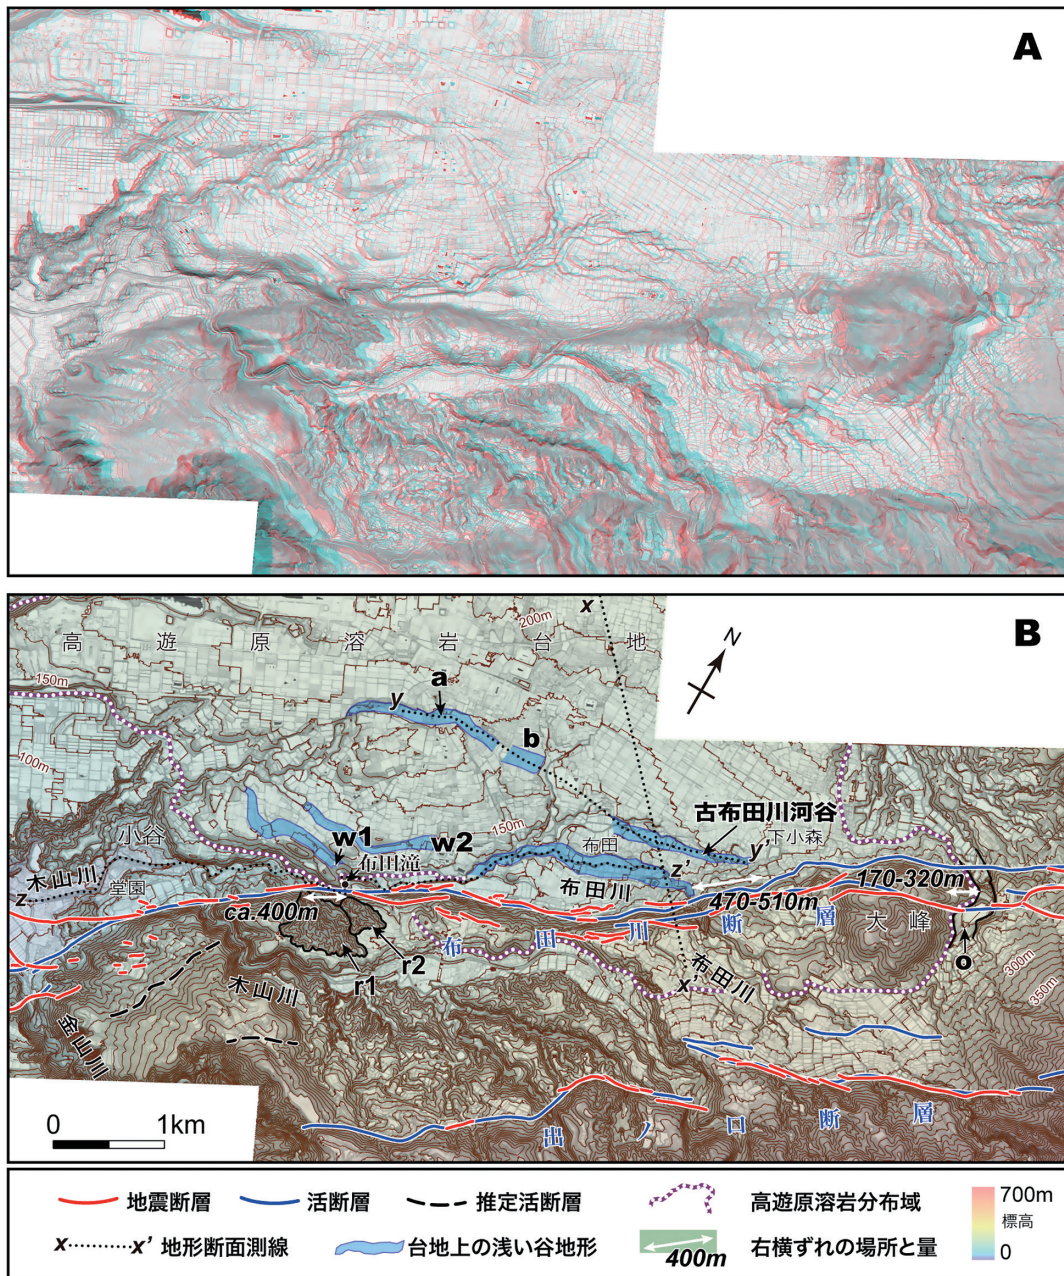 A
B
N
x
200m
高遊原溶岩台地
150m
a
y
b
100m
150m
古布田川河谷
下小森
小谷
w1
w2
布田
y'
布田滝
z'
木山川
布田川
170-320m
z
堂園
ca.400m
470-510m
大峰
布田川断層
o
r2
r1
布田川
x'
300m
350m
木山川
金山川
0 1km
出ノ口断層
地震断層 活断層 推定活断層 高遊原溶岩分布域 700m
標高
x x' 地形断面測線 台地上の浅い谷地形 400m 右横ずれの場所と量 0